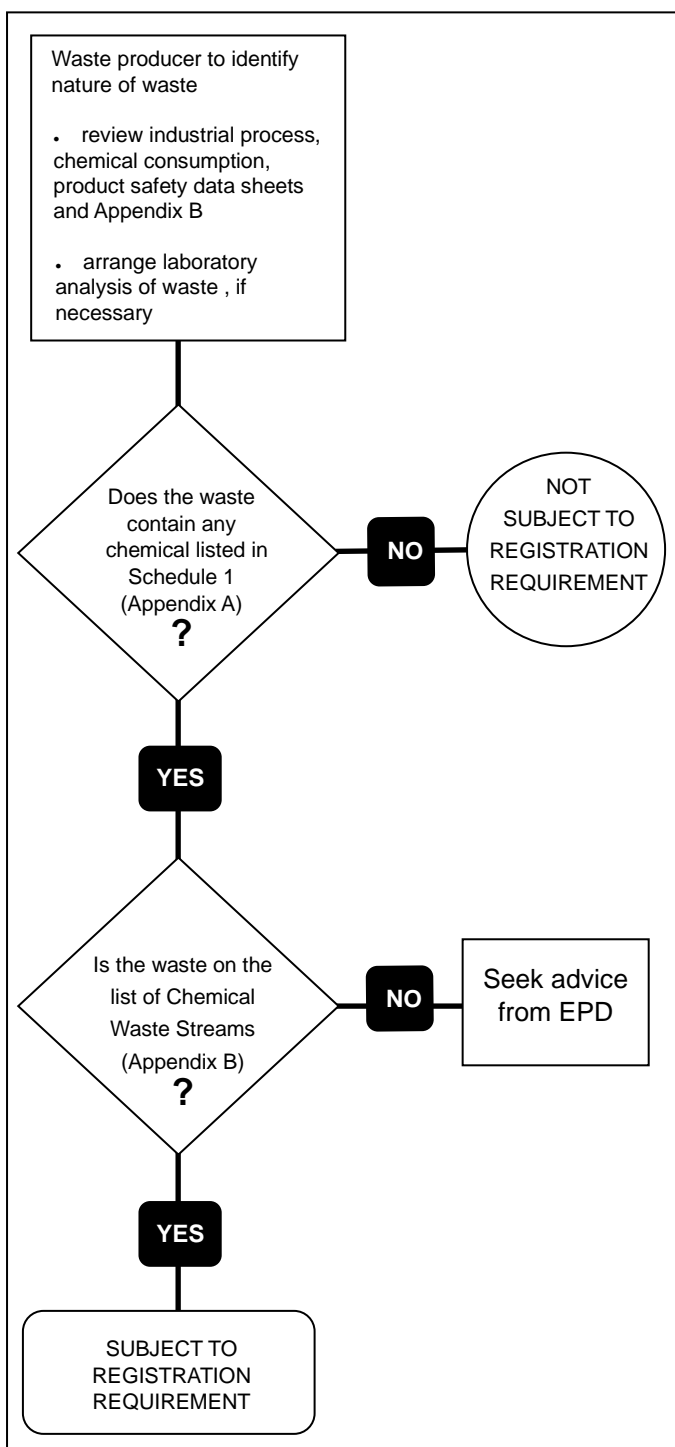 Waste producer to identify
nature of waste
. review industrial process,
chemical consumption,
product safety data sheets
and Appendix B
. arrange laboratory
analysis of waste , if
necessary
Does the waste
contain any
chemical listed in
Schedule 1
(Appendix A)
?
NO
NOT
SUBJECT TO
REGISTRATION
REQUIREMENT
YES
Is the waste on the
list of Chemical
Waste Streams
(Appendix B)
?
NO
Seek advice
from EPD
YES
SUBJECT TO
REGISTRATION
REQUIREMENT